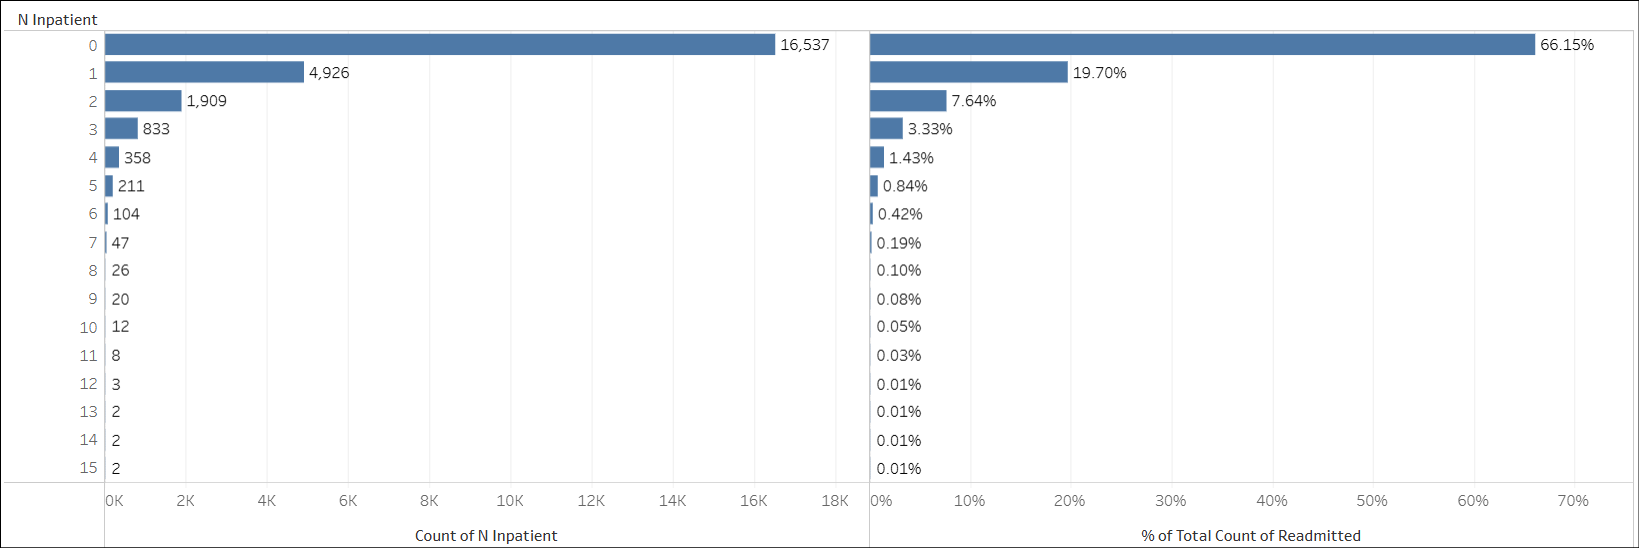 N Inpatient
0 16,537 66.15%
1 4,926 19.70%
2 1,909 7.64%
3 833 3.33%
4 358 1.43%
5 211 0.84%
6 104 0.42%
7 47 0.19%
8 26 0.10%
9 20 0.08%
10 12 0.05%
11 8 0.03%
12 3 0.01%
13 2 0.01%
14 2 0.01%
15 2 0.01%
0K 2K 4K 6K 8K 10K 12K 14K 16K 18K 0% 10% 20% 30% 40% 50% 60% 70%
Count of N Inpatient % of Total Count of Readmitted